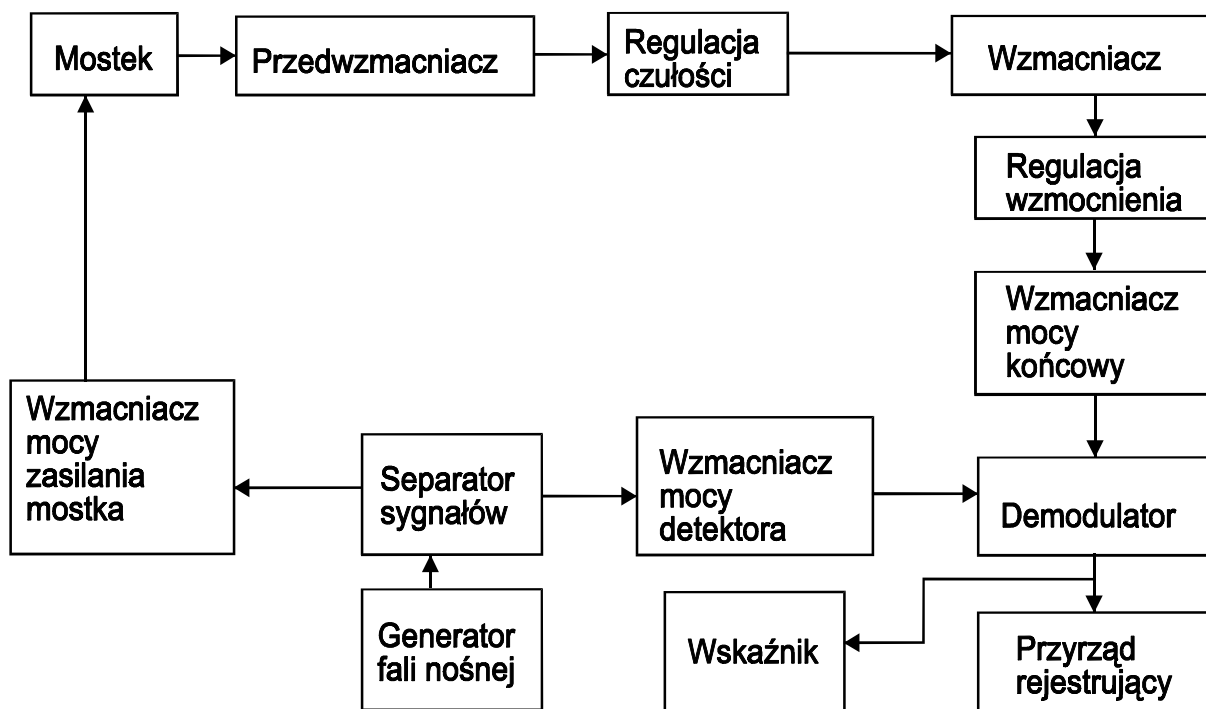 Mostek
Przedwzmacniacz
Regulacja
czułości
Wzmacniacz
Regulacja
wzmocnienia
Wzmacniacz
mocy
końcowy
Wzmacniacz
mocy
zasilania
mostka
Separator
sygnałów
Wzmacniacz
mocy
detektora
Demodulator
Generator
fali nośnej
Wskaźnik
Przyrząd
rejestrujący